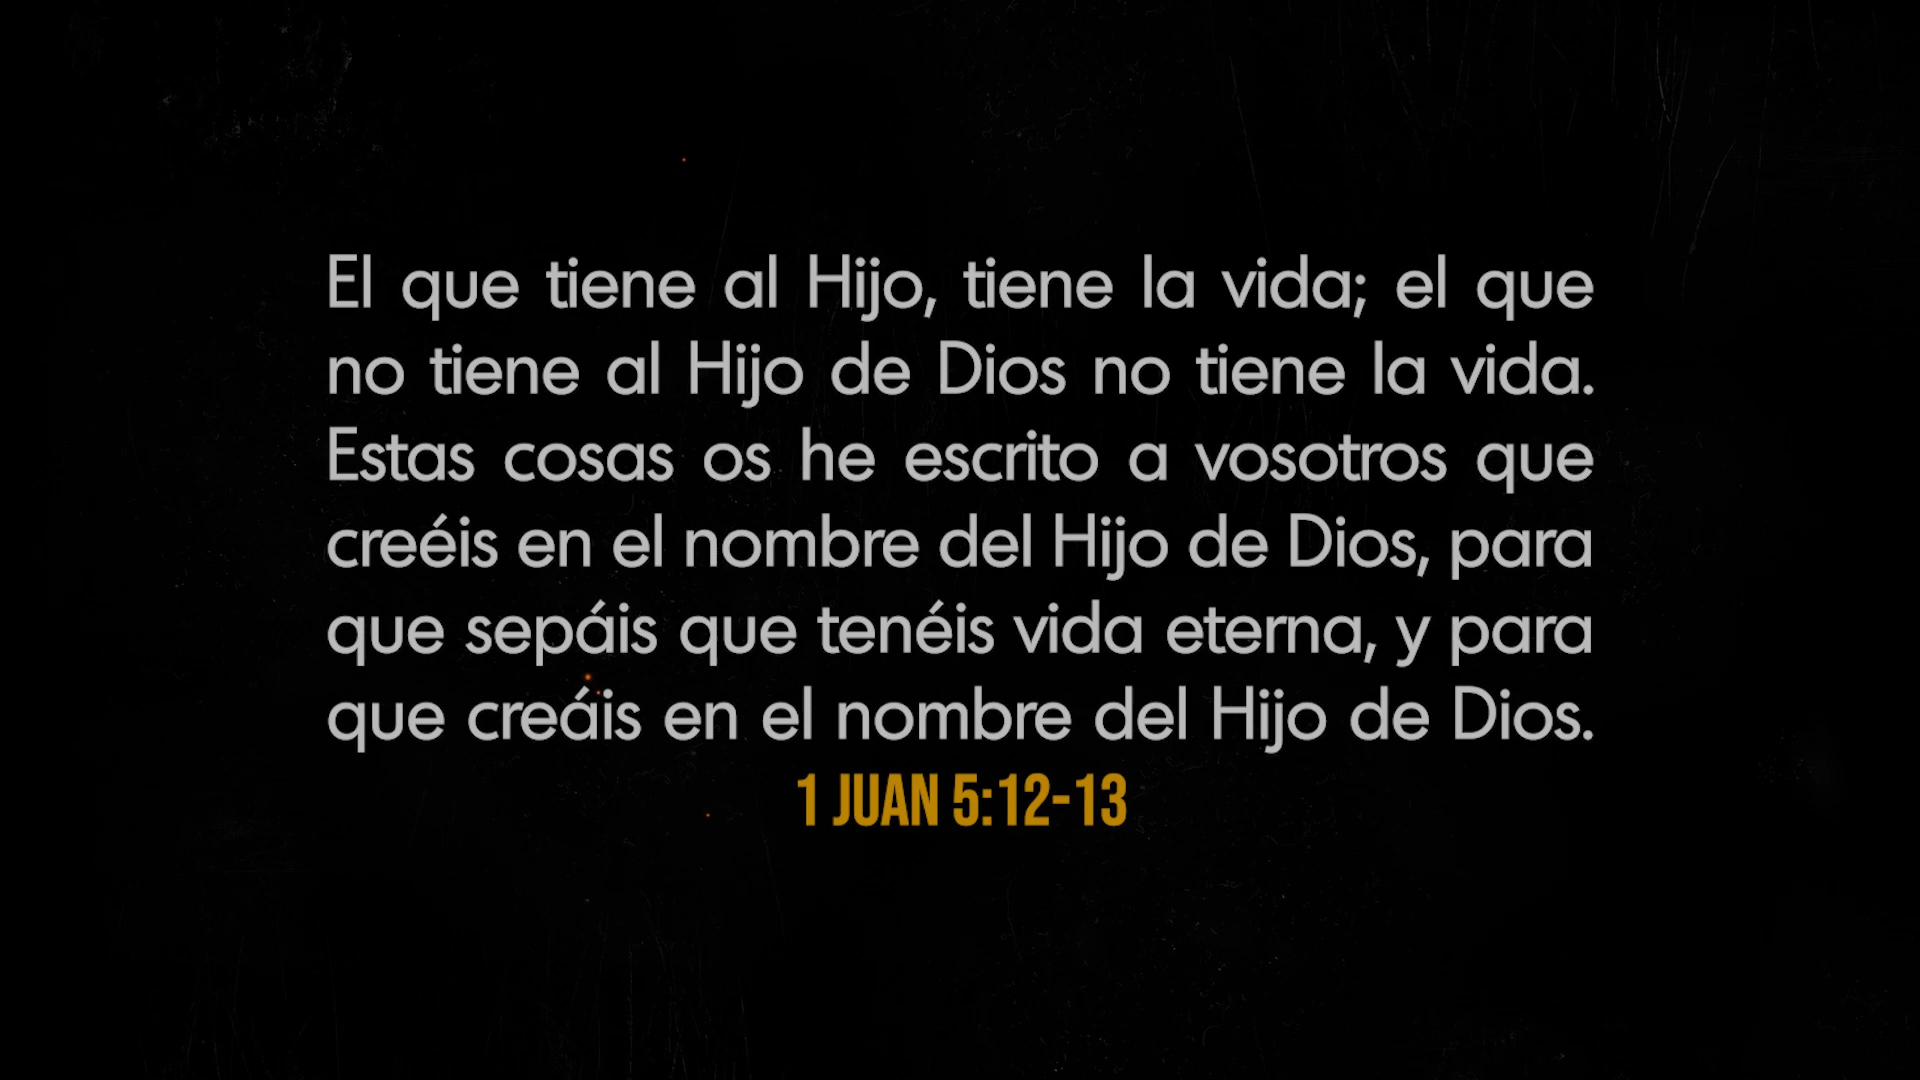 El que tiene al Hijo, tiene la vida; el que
no tiene al Hijo de Dios no tiene la vida.
Estas cosas os he escrito a vosotros que
creéis en el nombre del Hijo de Dios, para
que sepáis que tenéis vida eterna, y para
que creáis en el nombre del Hijo de Dios.
1 JUAN 5:12-13